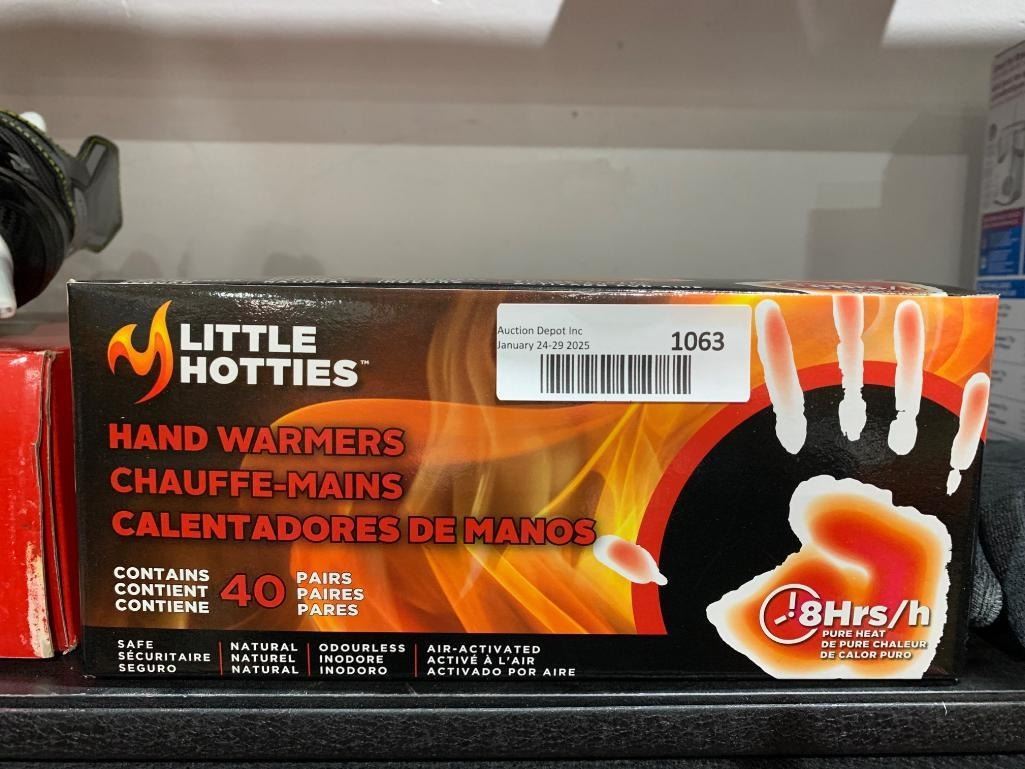 LITTLE
HOTTIES™
Auction Depot Inc
January 24-29 2025
1063
HAND WARMERS
CHAUFFE-MAINS
CALENTADORES DE MANOS
CONTAINS
CONTIENT
CONTIENE
40
PAIRS
PAIRES
PARES
8Hrs/h
PURE HEAT
DE PURE CHALEUR
DE CALOR PURO
SAFE
SÉCURITAIRE
SEGURO
NATURAL
NATUREL
NATURAL
ODOURLESS
INODORE
INODORO
AIR-ACTIVATED
ACTIVÉ À L'AIR
ACTIVADO POR AIRE